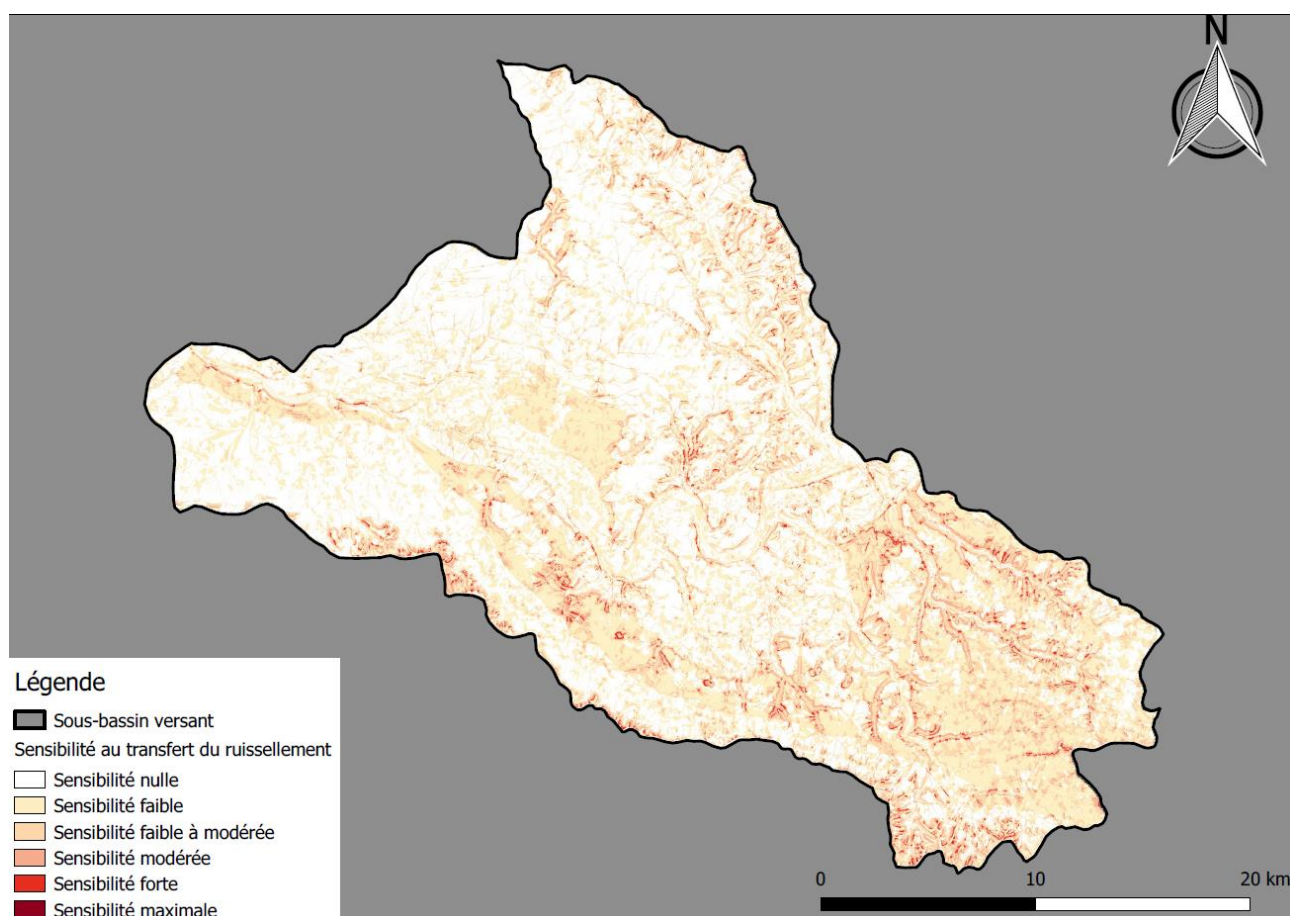 N
Légende
Sous-bassin versant
Sensibilité au transfert du ruissellement
Sensibilité nulle
Sensibilité faible
Sensibilité faible à modérée
Sensibilité modérée
Sensibilité forte
Sensibilité maximale
0 10 20 km